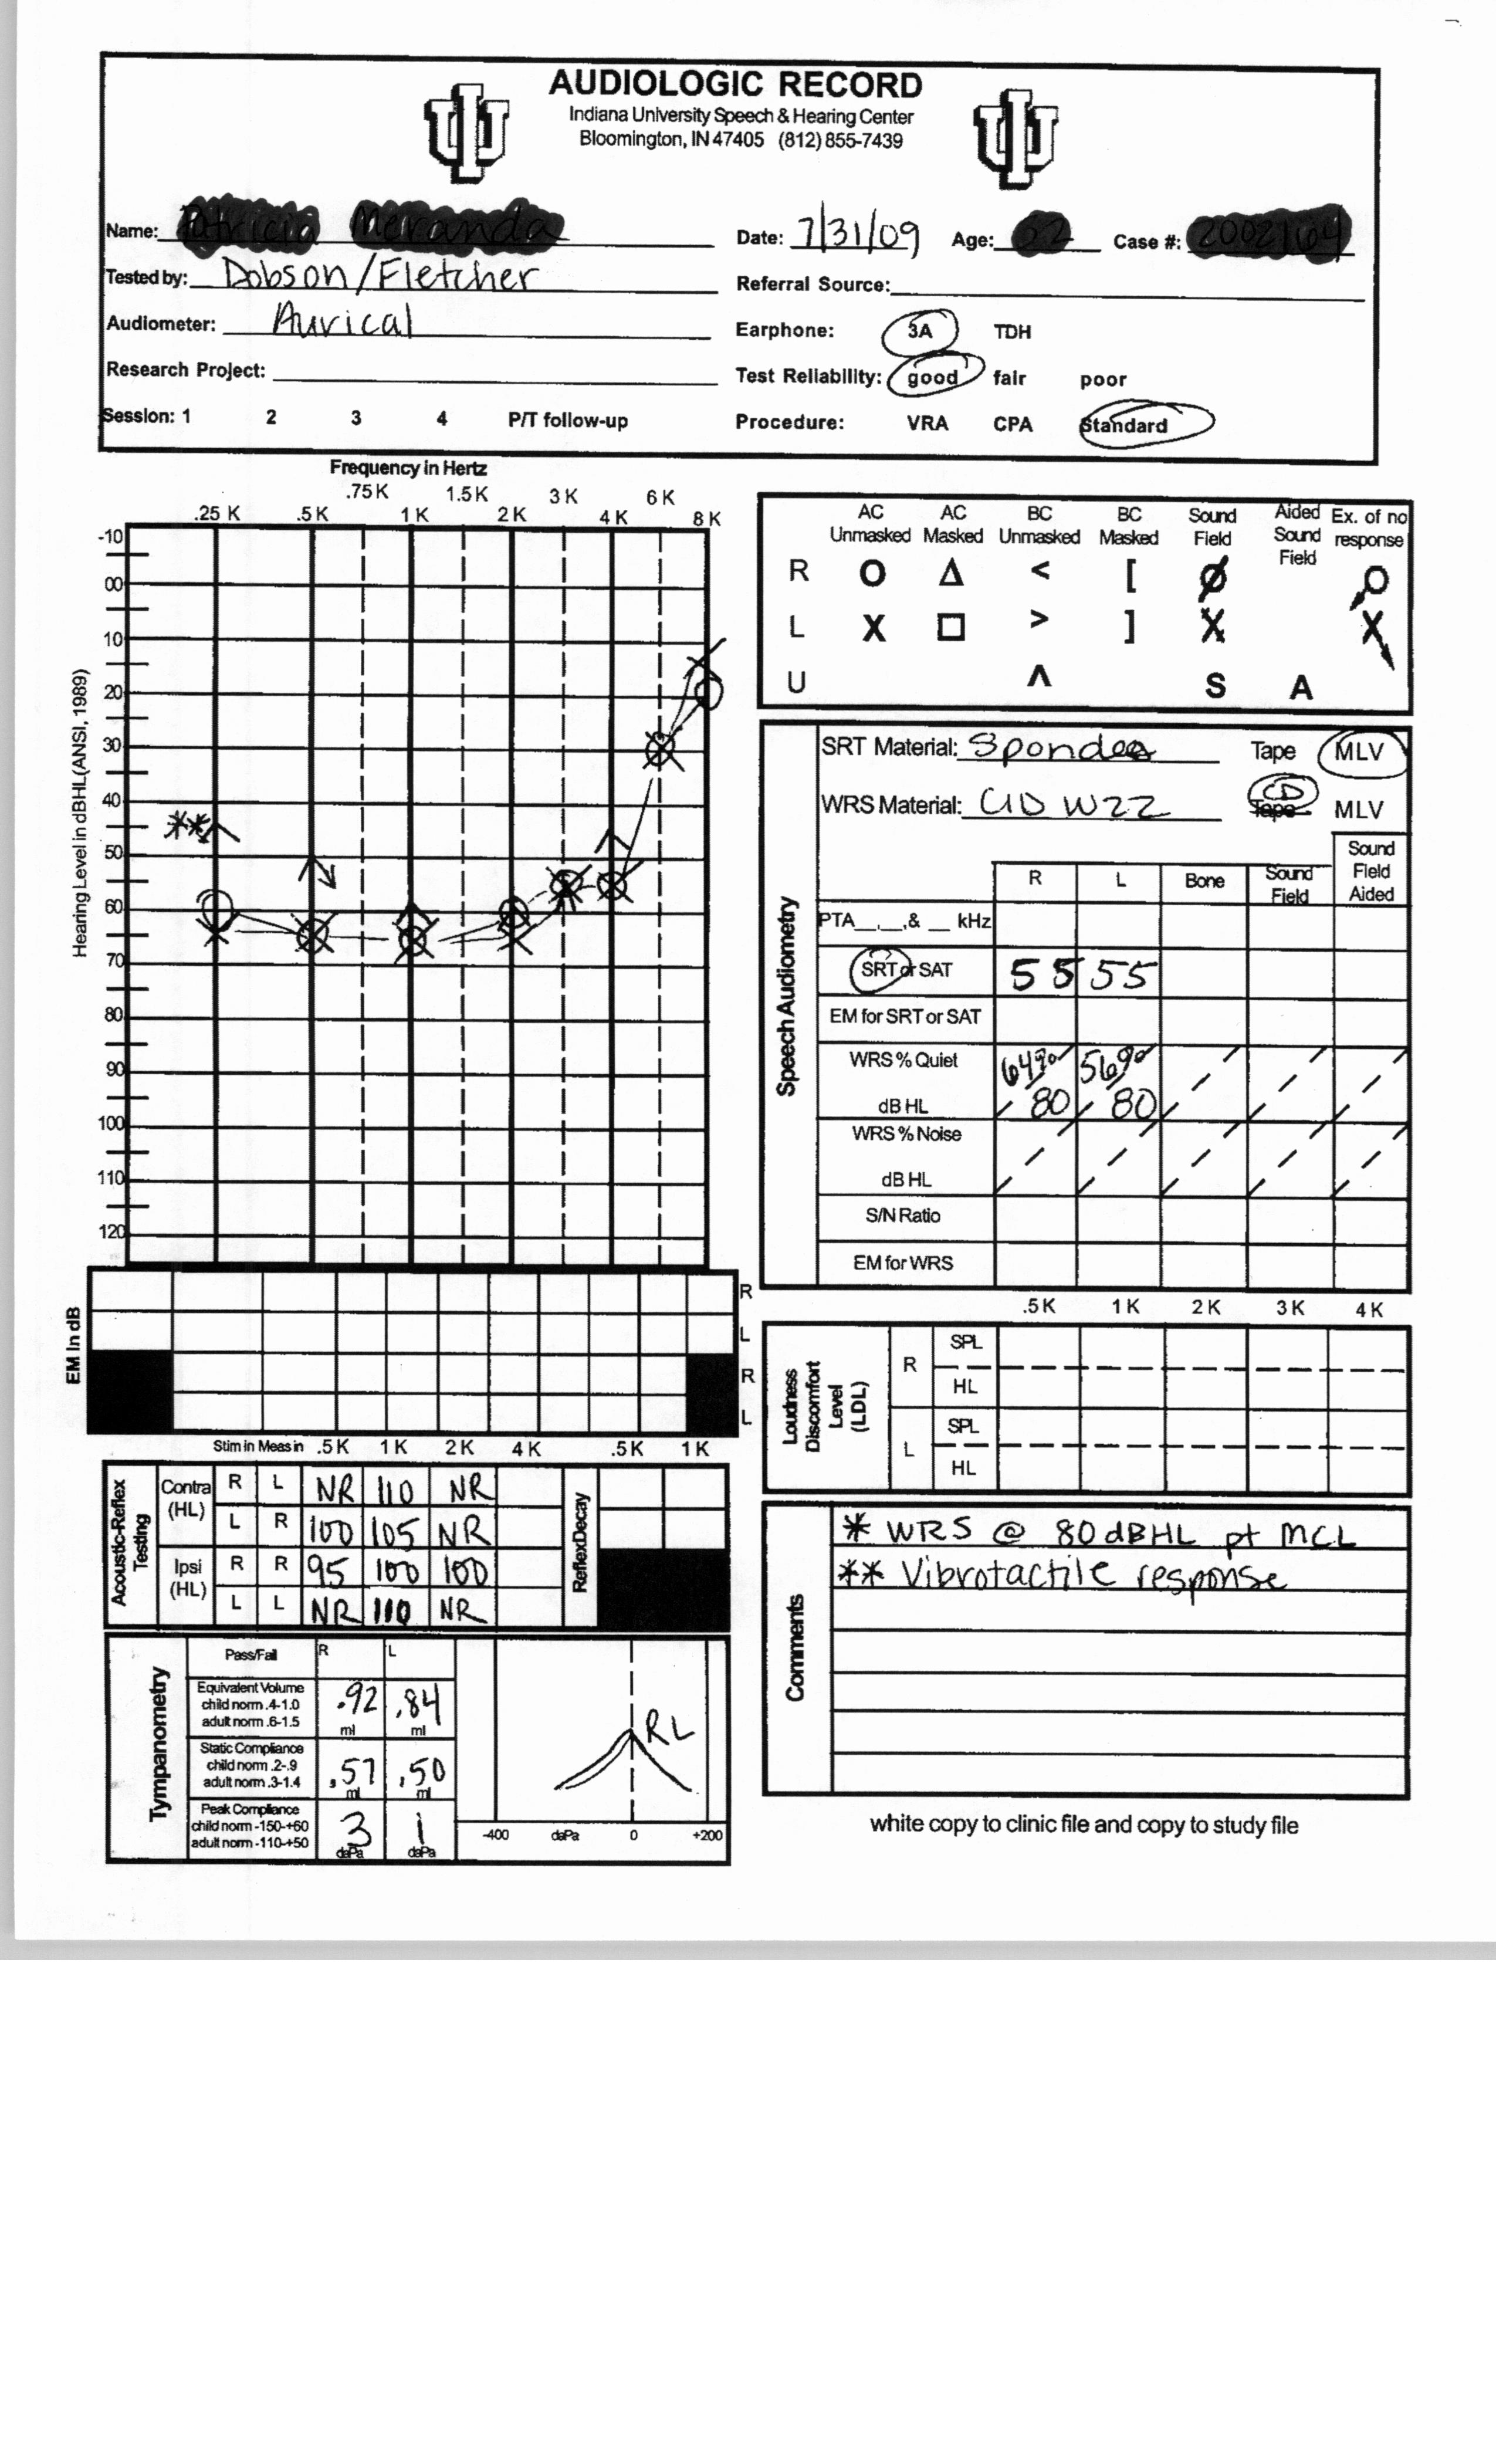 AUDIOLOGIC RECORD
Indiana University Speech & Hearing Center
Bloomington, IN 47405 (812) 855-7439
Name:
Date: 7/31/09 Age: Case #:
Tested by: Dobson/Fletcher
Referral Source:
Audiometer: Aurical
Earphone: 3A TDH
Research Project:
Test Reliability: good fair poor
Session: 1 2 3 4 P/T follow-up
Procedure: VRA CPA Standard
Frequency in Hertz
.75 K 1.5 K 3 K 6 K
.25 K .5 K 1 K 2 K 4 K 8 K
Hearing Level in dBHL (ANSI, 1989)
-10
00
10
20
30
40
**
50
60
70
80
90
100
110
120
AC Unmasked AC Masked BC Unmasked BC Masked Sound Field Aided Sound Field Ex. of no response
R O Δ < [ Ø
L X □ > ] X
U Λ S A
Speech Audiometry
SRT Material: Spondee Tape MLV
WRS Material: CID W22 CD Tape MLV
R L Bone Sound Field Sound Field Aided
PTA__,__,& __ kHz
SRT or SAT 55 55
EM for SRT or SAT
WRS % Quiet 64% 56%
dB HL 80 80
WRS % Noise
dB HL
S/N Ratio
EM for WRS
EM in dB
R
L
R
L
.5 K 1 K 2 K 3 K 4 K
Loudness Discomfort Level (LDL)
R SPL
HL
L SPL
HL
Stim in Meas in .5 K 1 K 2 K 4 K .5 K 1 K
Acoustic-Reflex Testing
Contra (HL) R L NR 110 NR
L R 100 105 NR
Ipsi (HL) R R 95 100 100
L L NR 110 NR
Reflex Decay
Tympanometry
Pass/Fail R L
Equivalent Volume
child norm .4-1.0
adult norm .6-1.5
.92 ml .84 ml
Static Compliance
child norm .2-.9
adult norm .3-1.4
.57 ml .50 ml
Peak Compliance
child norm -150-+60
adult norm -110-+50
3 daPa 1 daPa
RL
-400 daPa 0 +200
Comments
* WRS @ 80 dBHL pt MCL
** Vibrotactile response
white copy to clinic file and copy to study file